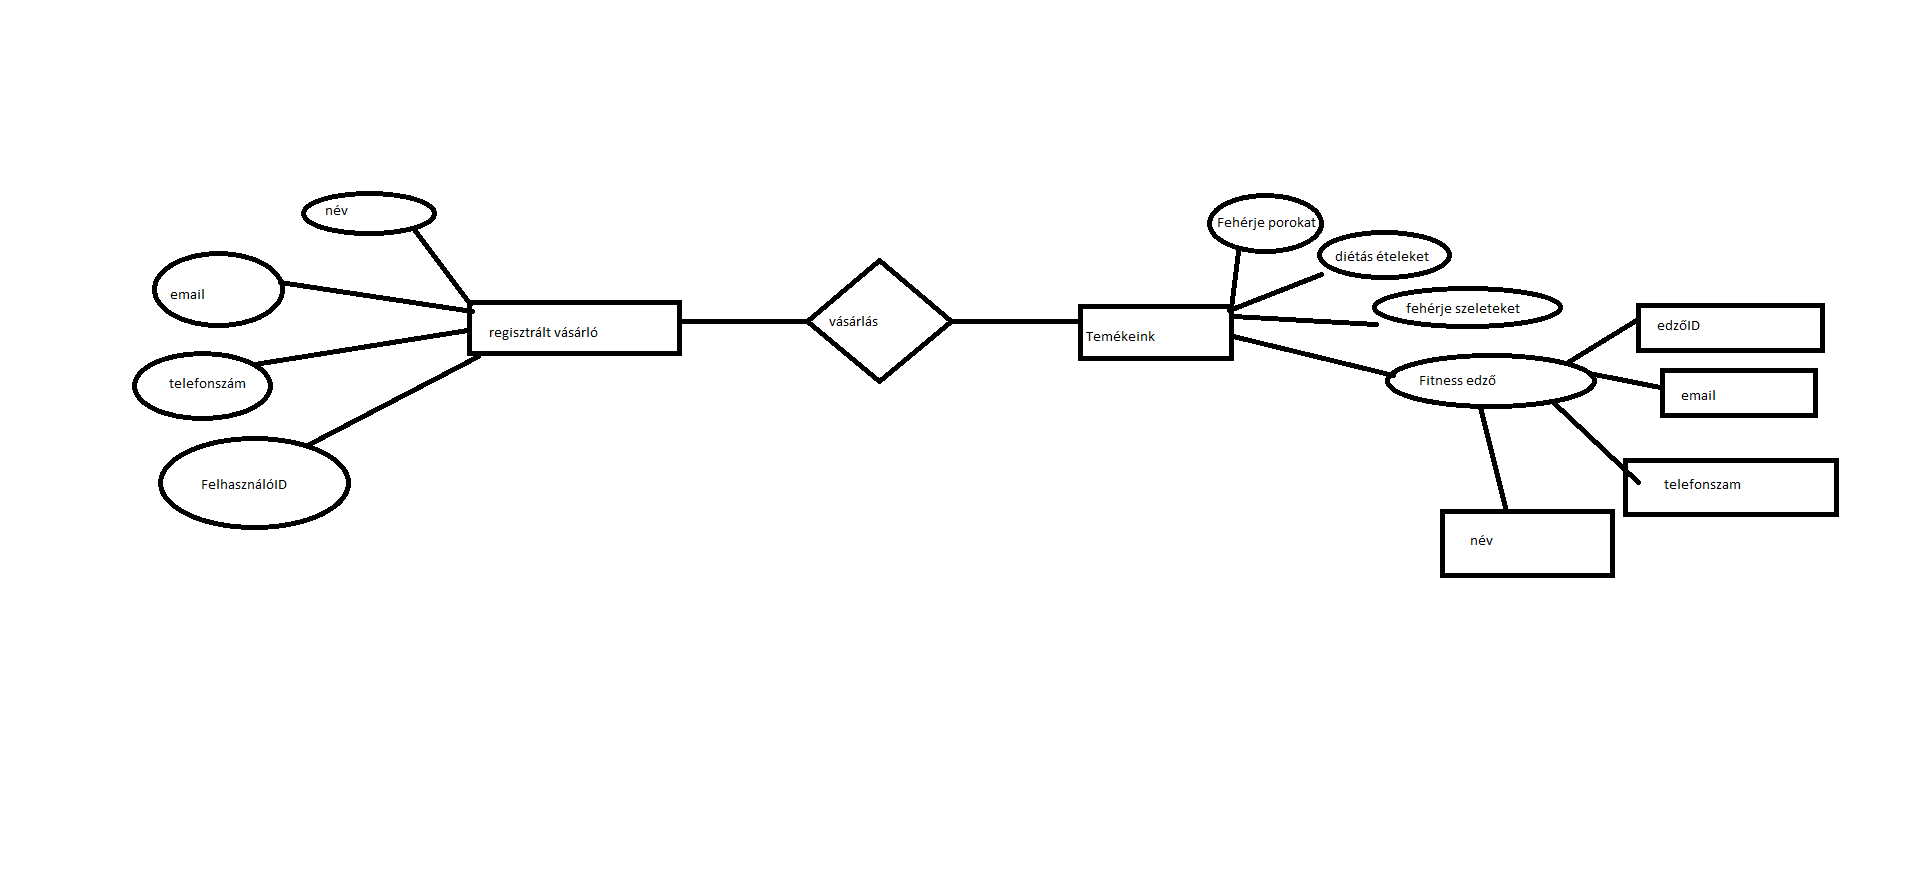 név
email
telefonszám
FelhasználóID
regisztrált vásárló
vásárlás
Temékeink
Fehérje porokat
diétás ételeket
fehérje szeleteket
Fitness edző
edzőID
email
telefonszam
név